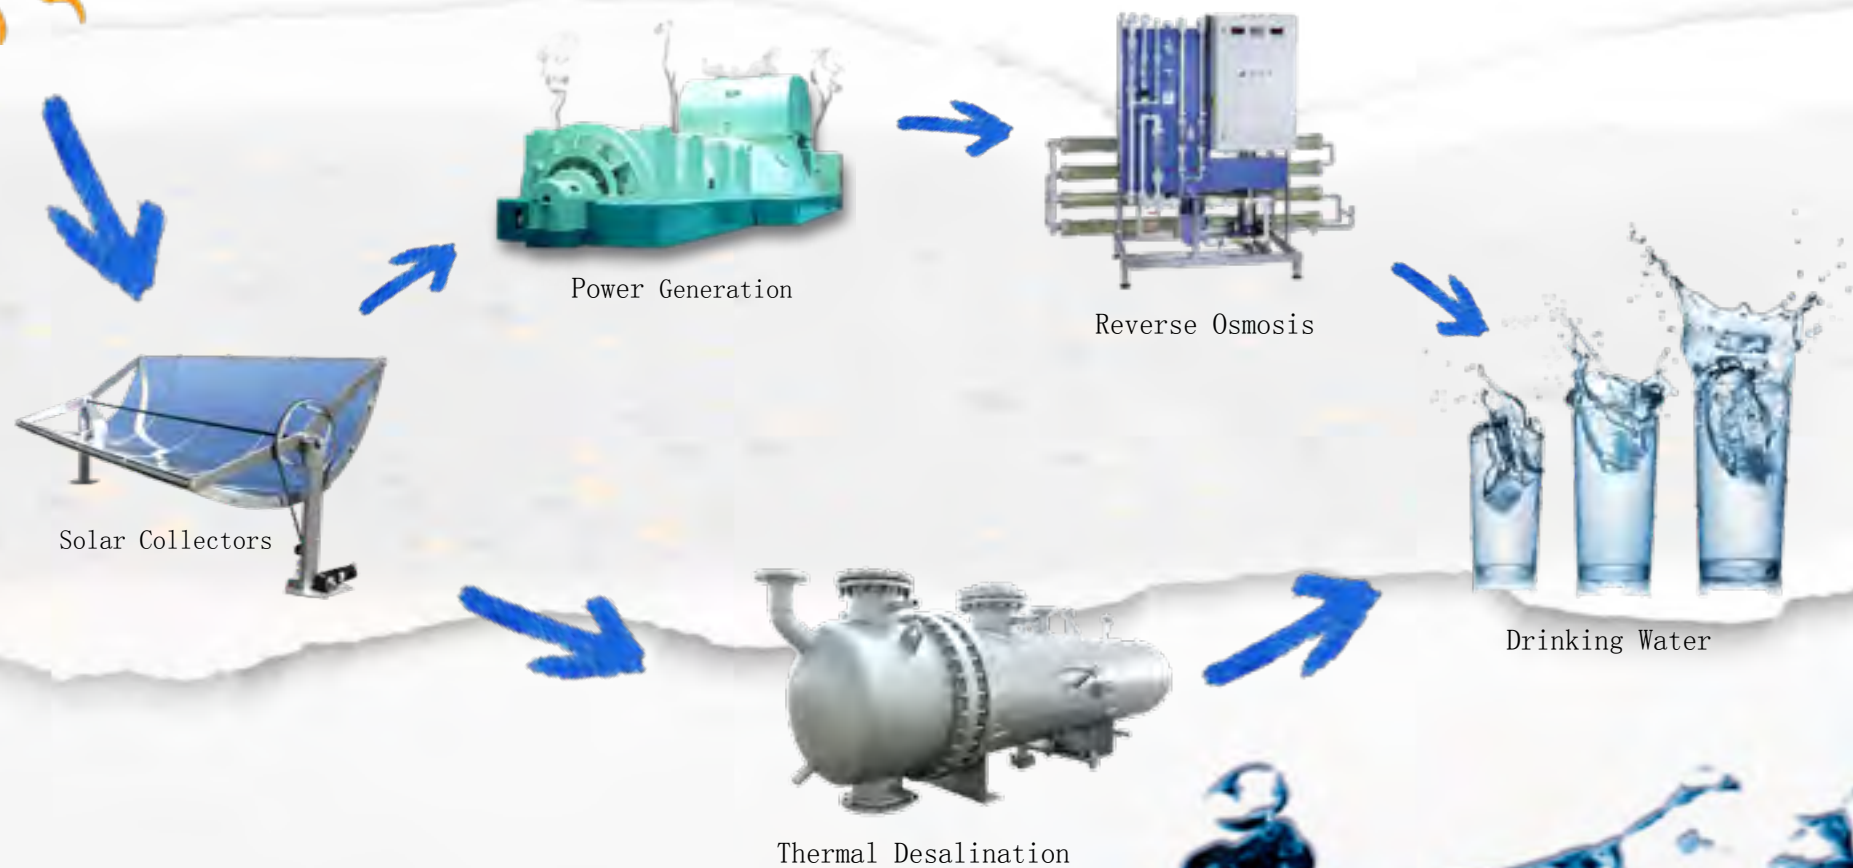 Power Generation
Reverse Osmosis
Solar Collectors
Drinking Water
Thermal Desalination